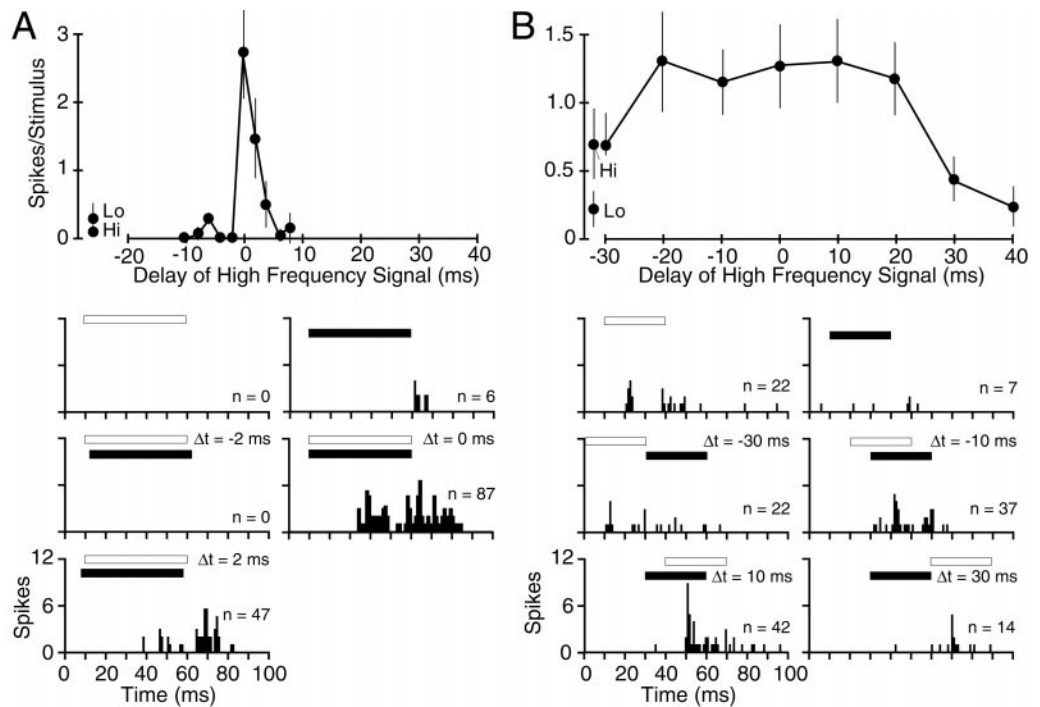 A
3
2
1
0
Spikes/Stimulus
Lo
Hi
-20 -10 0 10 20 30 40
Delay of High Frequency Signal (ms)
B
1.5
1.0
0.5
0
Hi
Lo
-30 -20 -10 0 10 20 30 40
Delay of High Frequency Signal (ms)
n = 0
n = 6
Δt = -2 ms
n = 0
Δt = 0 ms
n = 87
12
6
0
Spikes
Δt = 2 ms
n = 47
0 20 40 60 80 100
Time (ms)
n = 22
n = 7
Δt = -30 ms
n = 22
Δt = -10 ms
n = 37
12
6
0
Spikes
Δt = 10 ms
n = 42
0 20 40 60 80 100
Time (ms)
Δt = 30 ms
n = 14